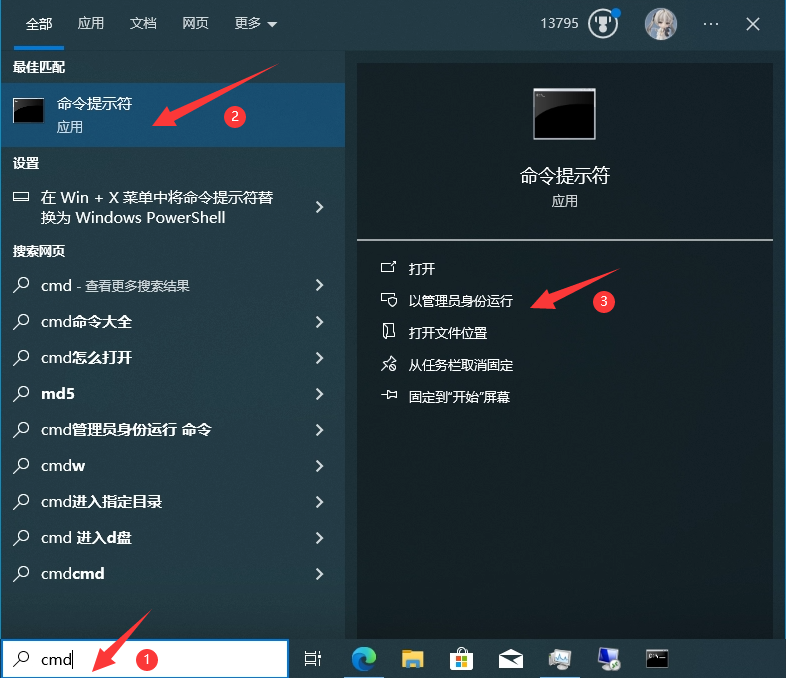 全部 应用 文档 网页 更多 13795 ...
最佳匹配
命令提示符
应用
2
设置
在 Win + X 菜单中将命令提示符替
换为 Windows PowerShell
搜索网页
cmd - 查看更多搜索结果
cmd命令大全
cmd怎么打开
md5
cmd管理员身份运行 命令
cmdw
cmd进入指定目录
cmd 进入d盘
cmdcmd
命令提示符
应用
打开
以管理员身份运行
3
打开文件位置
从任务栏取消固定
固定到“开始”屏幕
cmd
1